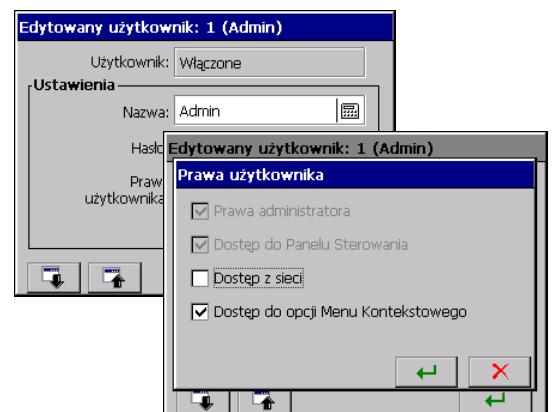 Edytowany użytkownik: 1 (Admin)
Użytkownik: Włączone
Ustawienia
Nazwa: Admin
Hasło
Praw
użytkownika
Edytowany użytkownik: 1 (Admin)
Prawa użytkownika
Prawa administratora
Dostęp do Panelu Sterowania
Dostęp z sieci
Dostęp do opcji Menu Kontekstowego